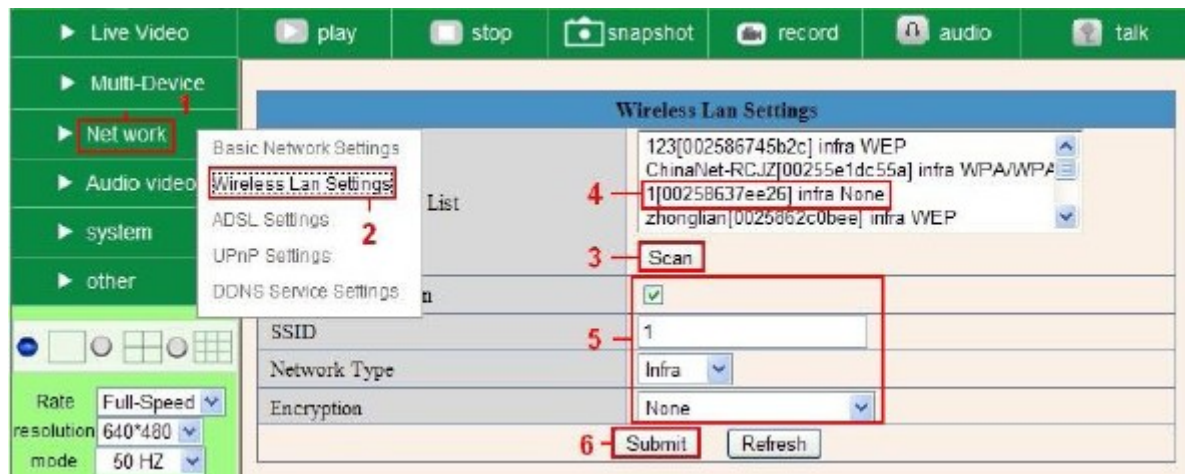 Live Video
play
stop
snapshot
record
audio
talk
Multi-Device
1
Net work
Audio video
system
other
Basic Network Settings
Wireless Lan Settings
2
ADSL Settings
UPnP Settings
DDNS Service Settings
Wireless Lan Settings
List
123[002586745b2c] infra WEP
ChinaNet-RCJZ[00255e1dc55a] infra WPA/WPA
4
1[00258637ee26] infra None
zhonglian[0025862c0bee] infra WEP
3
Scan
n
SSID
5
1
Network Type
Infra
Encryption
None
6
Submit
Refresh
Rate
Full-Speed
resolution
640*480
mode
50 HZ